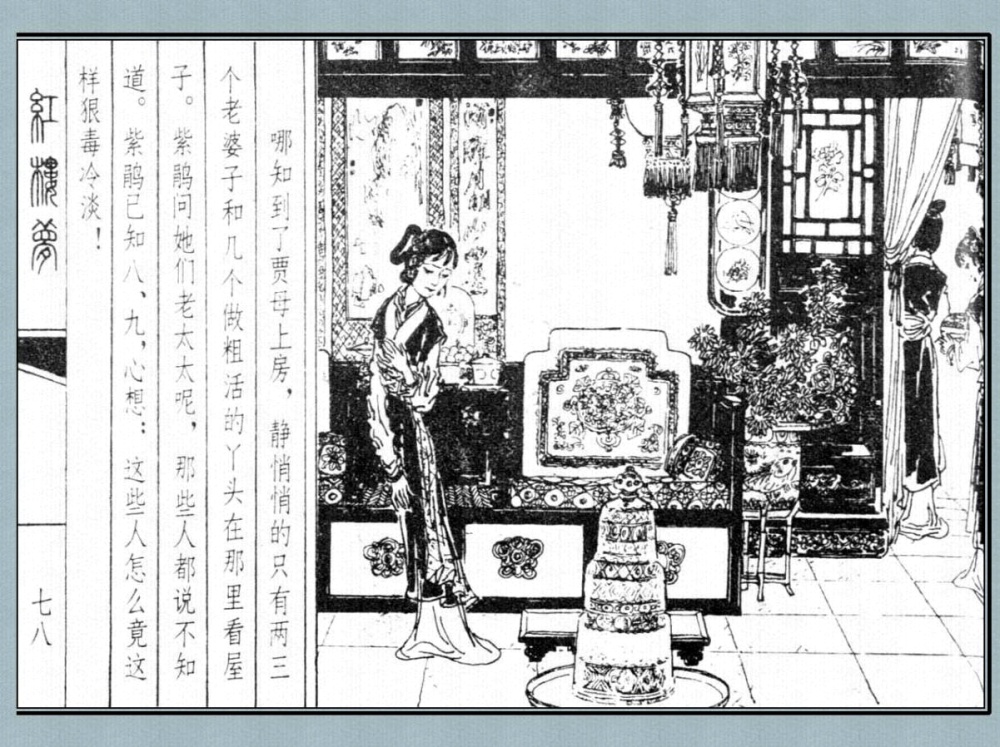 哪知到了贾母上房，静悄悄的只有两三
个老婆子和几个做粗活的丫头在那里看屋
子。紫鹃问她们老太太呢，那些人都说不知
道。紫鹃已知八、九，心想：这些人怎么竟这
样狠毒冷淡！
紅樓夢
七八